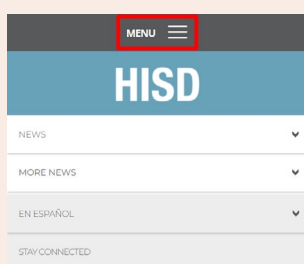 MENU
HISD
NEWS
MORE NEWS
EN ESPAÑOL
STAY CONNECTED